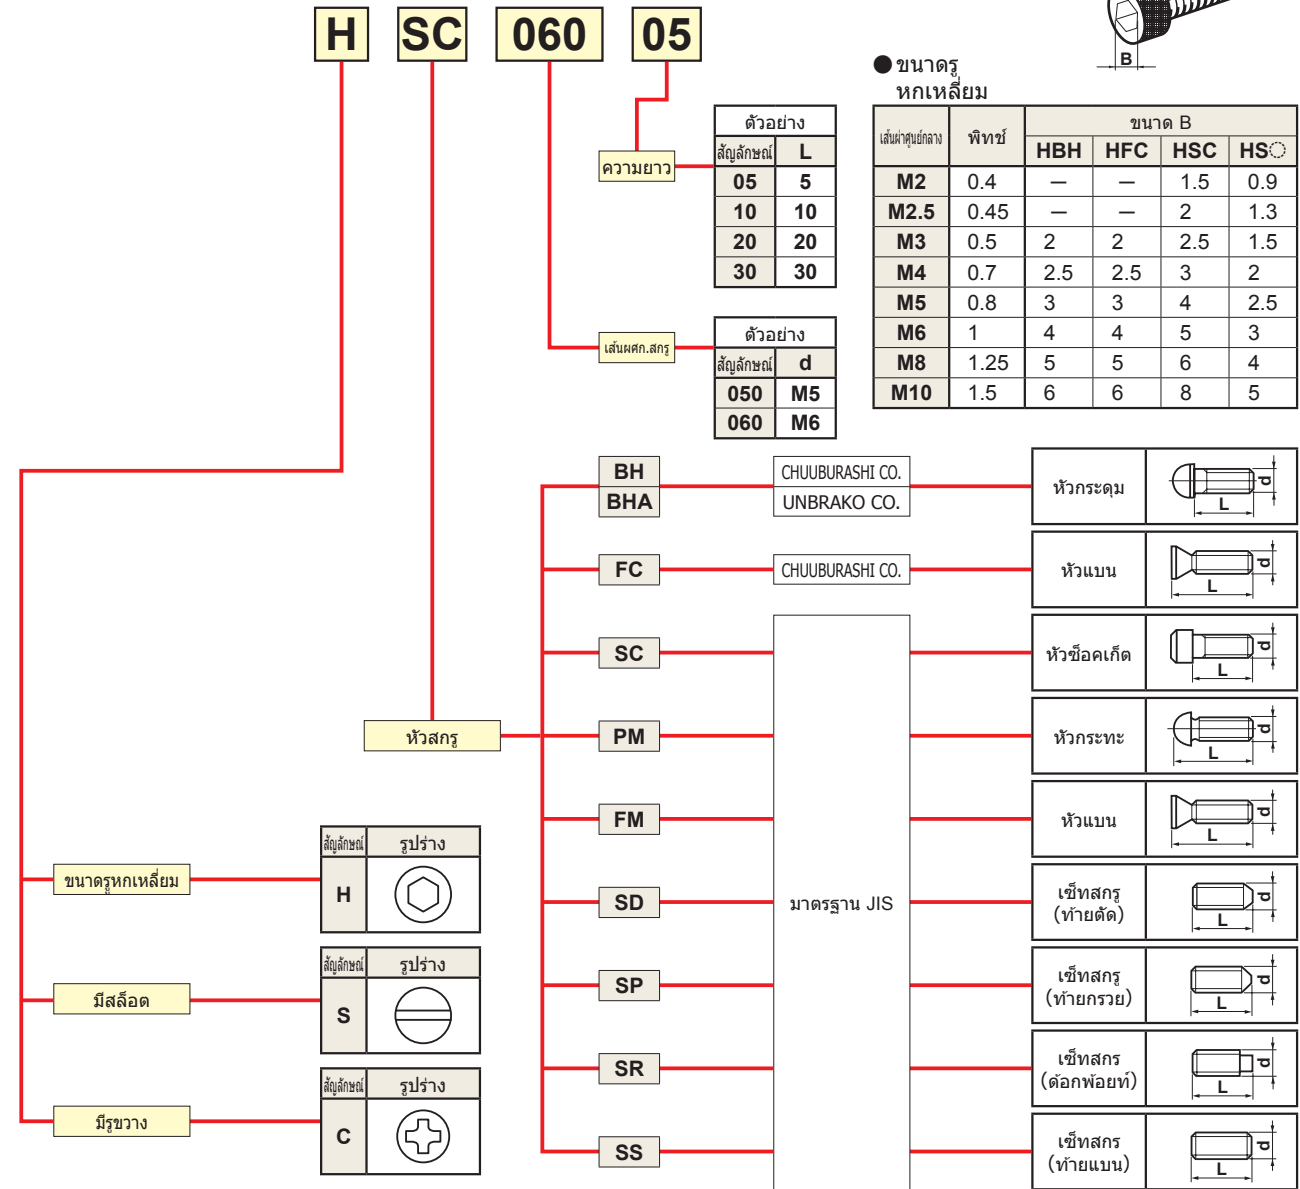 H SC 060 05
B
● ขนาดรู
หกเหลี่ยม
เส้นผ่าศูนย์กลาง พิทช์ ขนาด B
HBH HFC HSC HS◌
M2 0.4 — — 1.5 0.9
M2.5 0.45 — — 2 1.3
M3 0.5 2 2 2.5 1.5
M4 0.7 2.5 2.5 3 2
M5 0.8 3 3 4 2.5
M6 1 4 4 5 3
M8 1.25 5 5 6 4
M10 1.5 6 6 8 5
ความยาว
ตัวอย่าง
สัญลักษณ์ L
05 5
10 10
20 20
30 30
เส้นผศก.สกรู
ตัวอย่าง
สัญลักษณ์ d
050 M5
060 M6
หัวสกรู
BH CHUUBURASHI CO.
BHA UNBRAKO CO.
หัวกระดุม
L d
FC CHUUBURASHI CO. หัวแบน
L d
SC หัวซ็อคเก็ต
L d
PM หัวกระทะ
L d
FM หัวแบน
L d
มาตรฐาน JIS
SD เซ็ทสกรู
(ท้ายตัด)
L d
SP เซ็ทสกรู
(ท้ายกรวย)
L d
SR เซ็ทสกร
(ด้อกพ้อยท์)
L d
SS เซ็ทสกร
(ท้ายแบน)
L d
ขนาดรูหกเหลี่ยม
สัญลักษณ์ รูปร่าง
H
มีสล็อต
สัญลักษณ์ รูปร่าง
S
มีรูขวาง
สัญลักษณ์ รูปร่าง
C